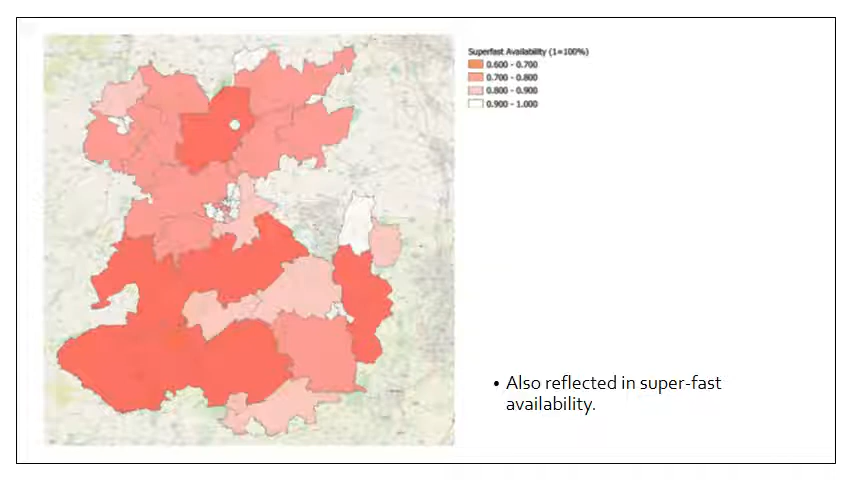 Superfast Availability (1=100%)
0.600 - 0.700
0.700 - 0.800
0.800 - 0.900
0.900 - 1.000
• Also reflected in super-fast
availability.